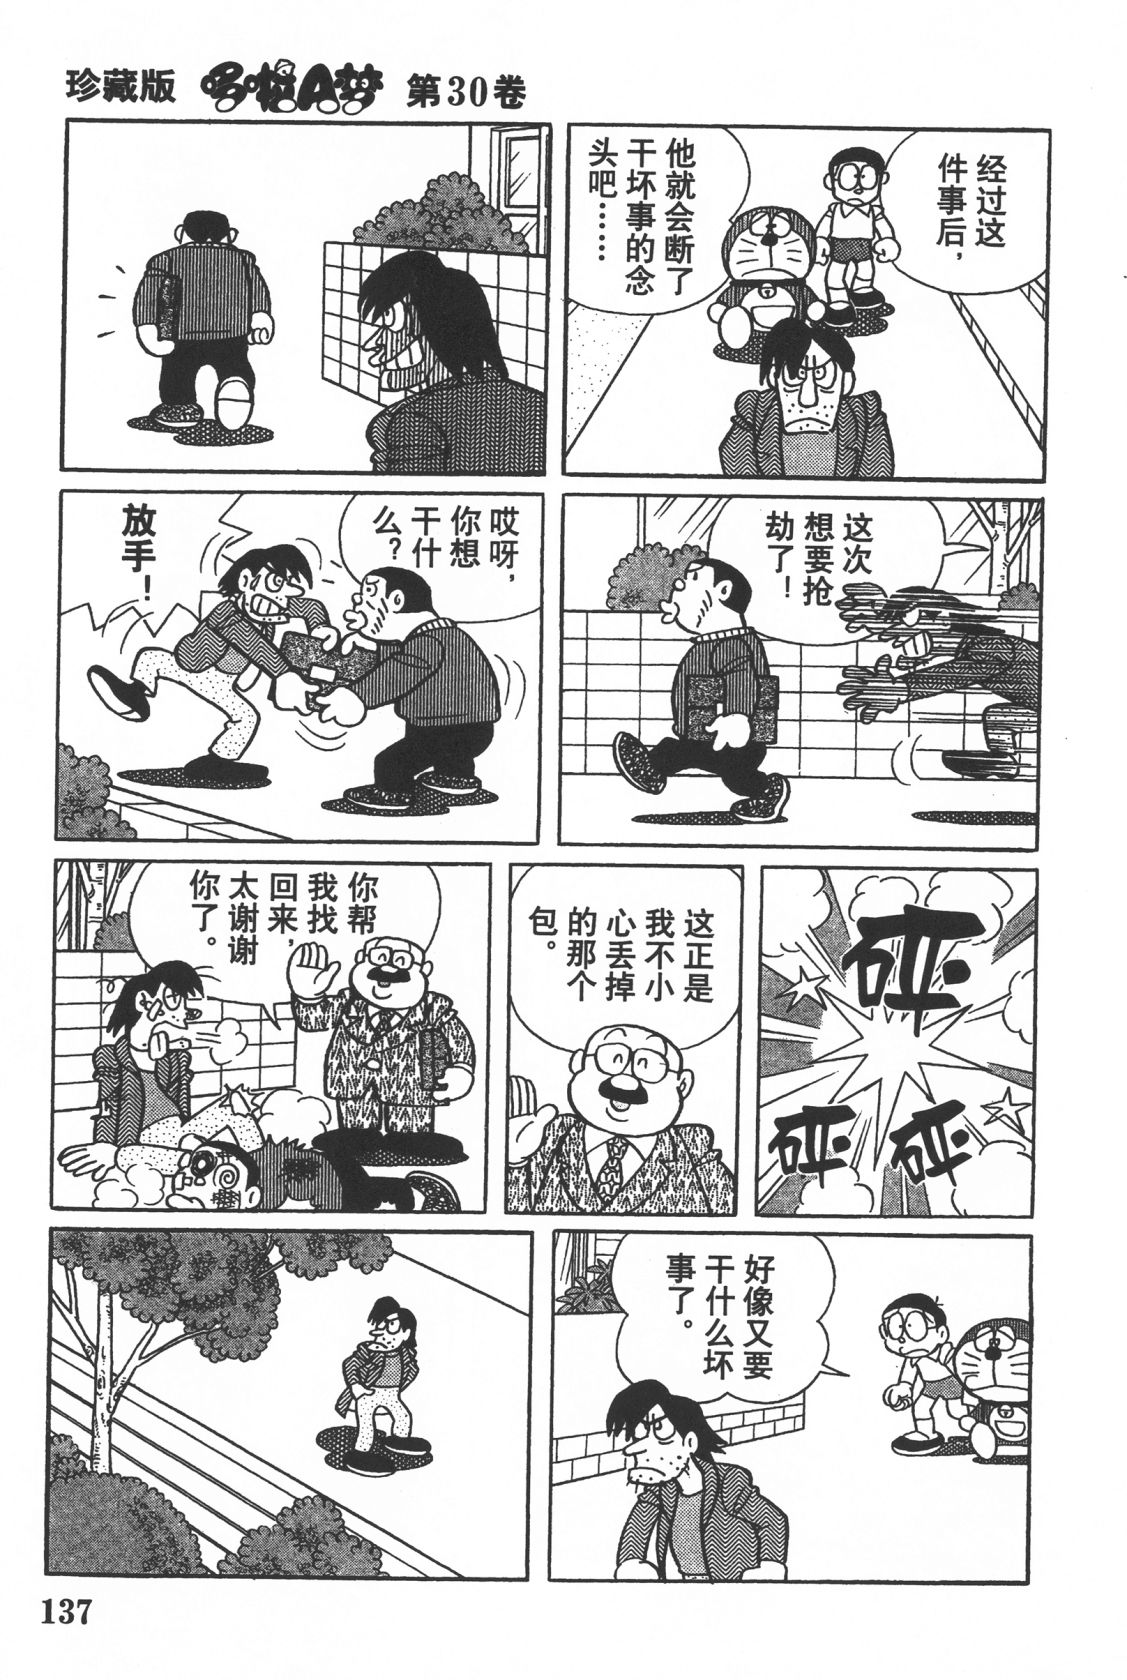 珍藏版 哆啦A梦 第30卷
经过这
件事后，
他就会断了
干坏事的念
头吧……
这次
想要抢
劫了！
哎呀，
你想
干什
么？
放手！
砰
砰
砰
这正是
我不小
心丢掉
的那个
包。
你帮
我找
回来，
太谢谢
你了。
好像又要
干什么坏
事了。
137